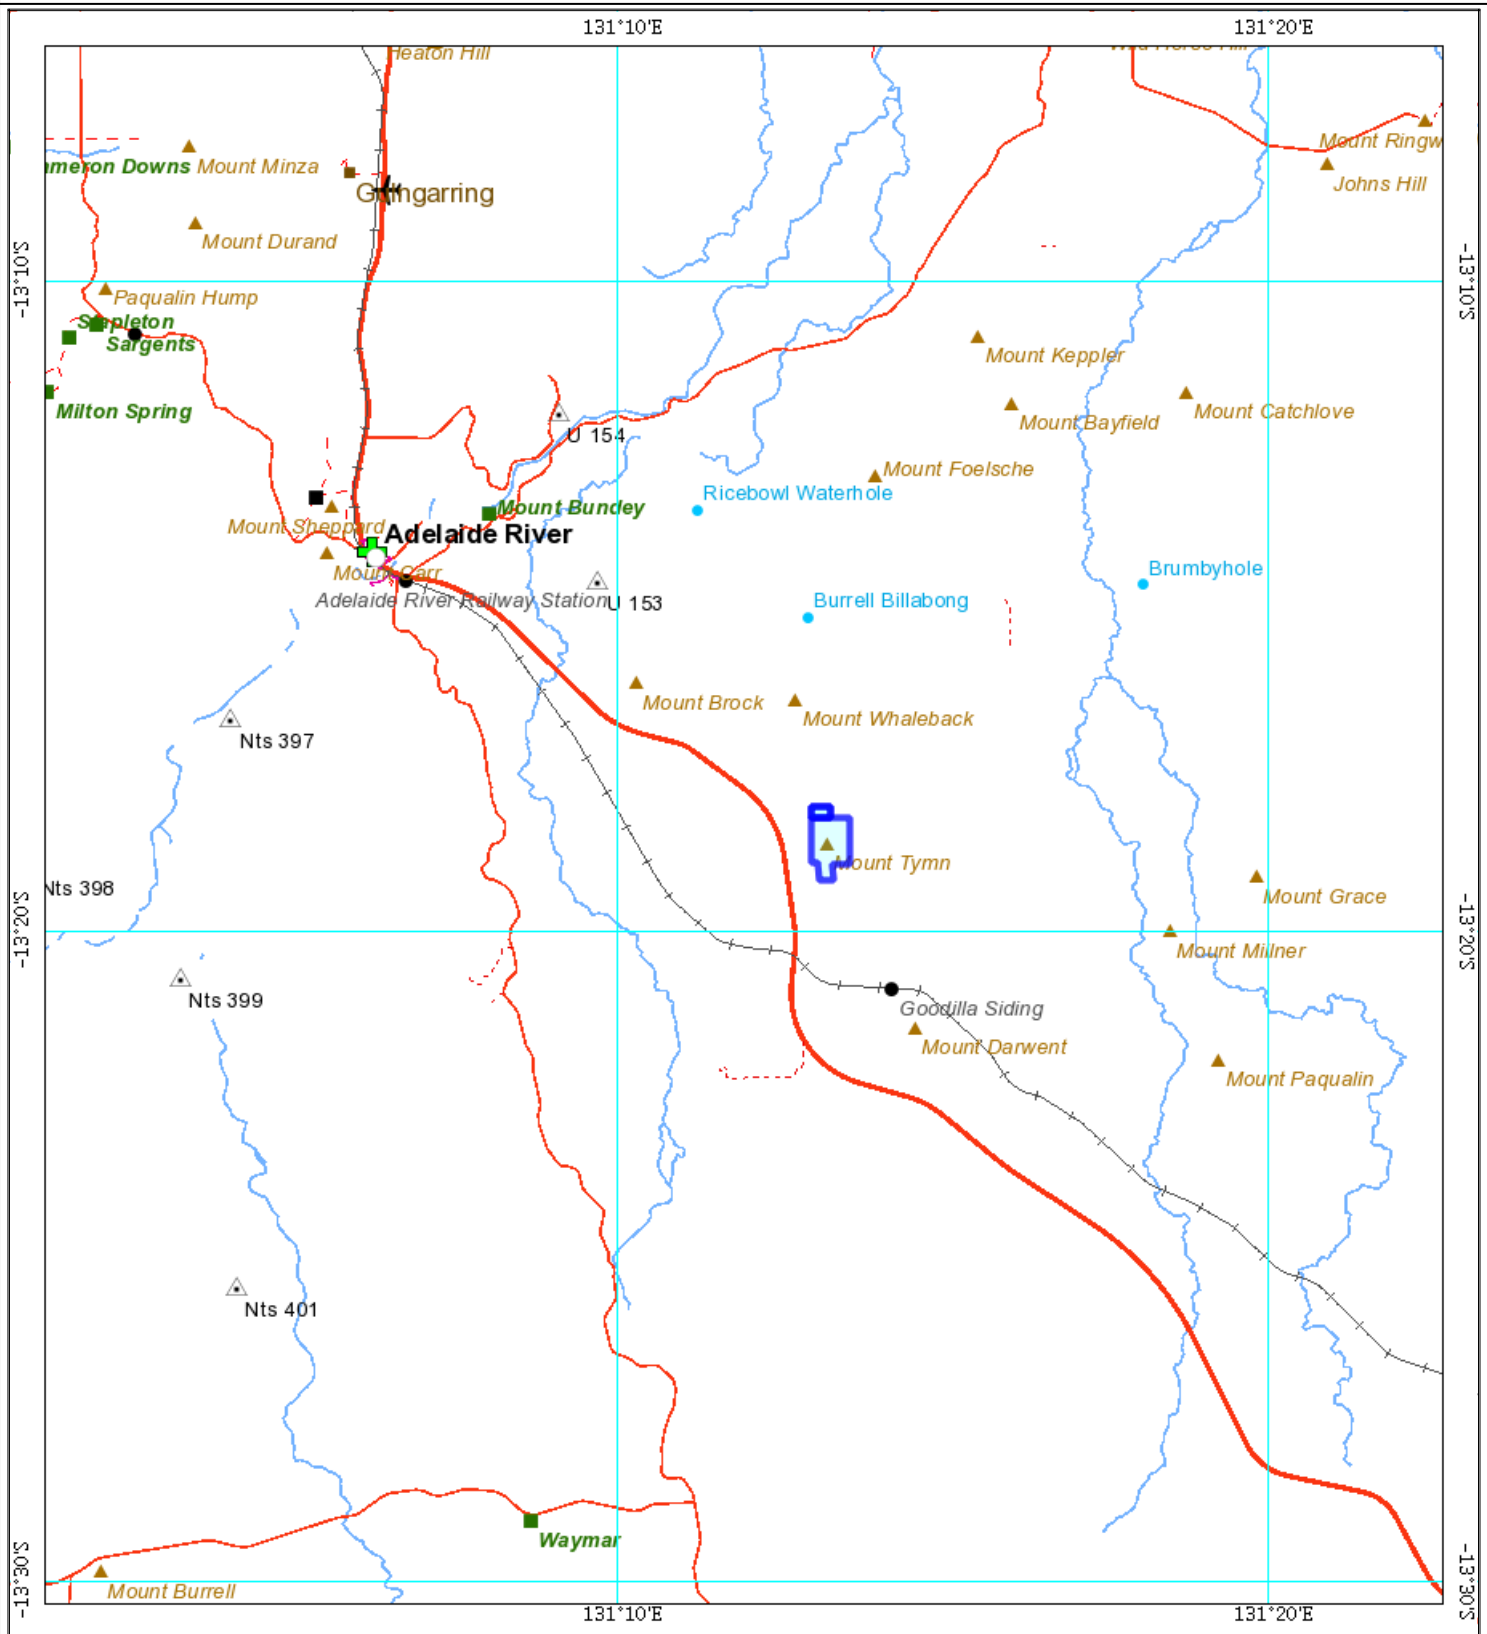 131°10'E
131°20'E
Heaton Hill
Mount Ringw
Mount Minza
Johns Hill
Mount Durand
-13°10'S
-13°10'S
Paqualin Hump
Stapleton
Sargents
Mount Keppler
Milton Spring
Mount Catchlove
Mount Bayfield
U 154
Mount Foelsche
Ricebowl Waterhole
Mount Bundey
Mount Sheppard
Adelaide River
Mount Carr
Brumbyhole
Adelaide River Railway Station
U 153
Burrell Billabong
Mount Brock
Mount Whaleback
Nts 397
Mount Tymn
Nts 398
Mount Grace
-13°20'S
-13°20'S
Mount Milner
Nts 399
Goodilla Siding
Mount Darwent
Mount Paqualin
Nts 401
Waymar
-13°30'S
-13°30'S
Mount Burrell
131°10'E
131°20'E